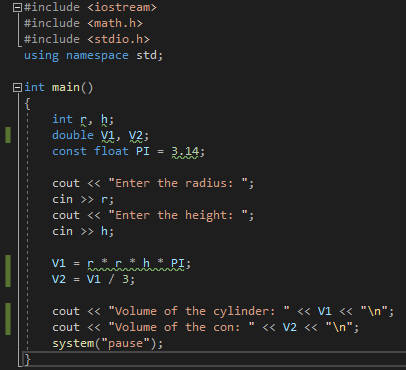 #include <iostream>
#include <math.h>
#include <stdio.h>
using namespace std;
int main()
{
int r, h;
double V1, V2;
const float PI = 3.14;
cout << "Enter the radius: ";
cin >> r;
cout << "Enter the height: ";
cin >> h;
V1 = r * r * h * PI;
V2 = V1 / 3;
cout << "Volume of the cylinder: " << V1 << "\n";
cout << "Volume of the con: " << V2 << "\n";
system("pause");
}